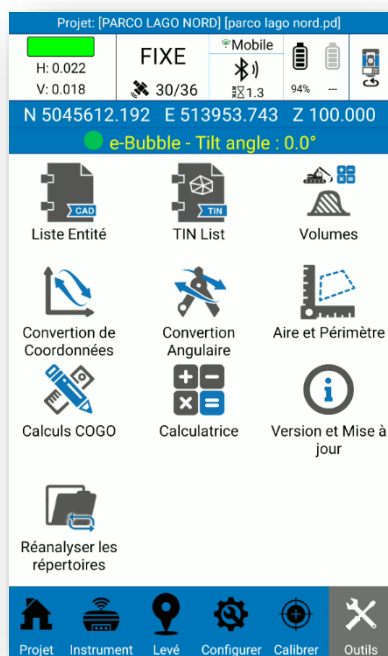 Projet: [PARCO LAGO NORD] [parco lago nord.pd]
H: 0.022
V: 0.018
FIXE
30/36
Mobile
1.3
94%
--
N 5045612.192 E 513953.743 Z 100.000
e-Bubble - Tilt angle : 0.0°
CAD
TIN
Liste Entité
TIN List
Volumes
Convertion de
Coordonnées
Convertion
Angulaire
Aire et Périmètre
Calculs COGO
Calculatrice
Version et Mise à
jour
Réanalyser les
répertoires
Projet
Instrument
Levé
Configurer
Calibrer
Outils